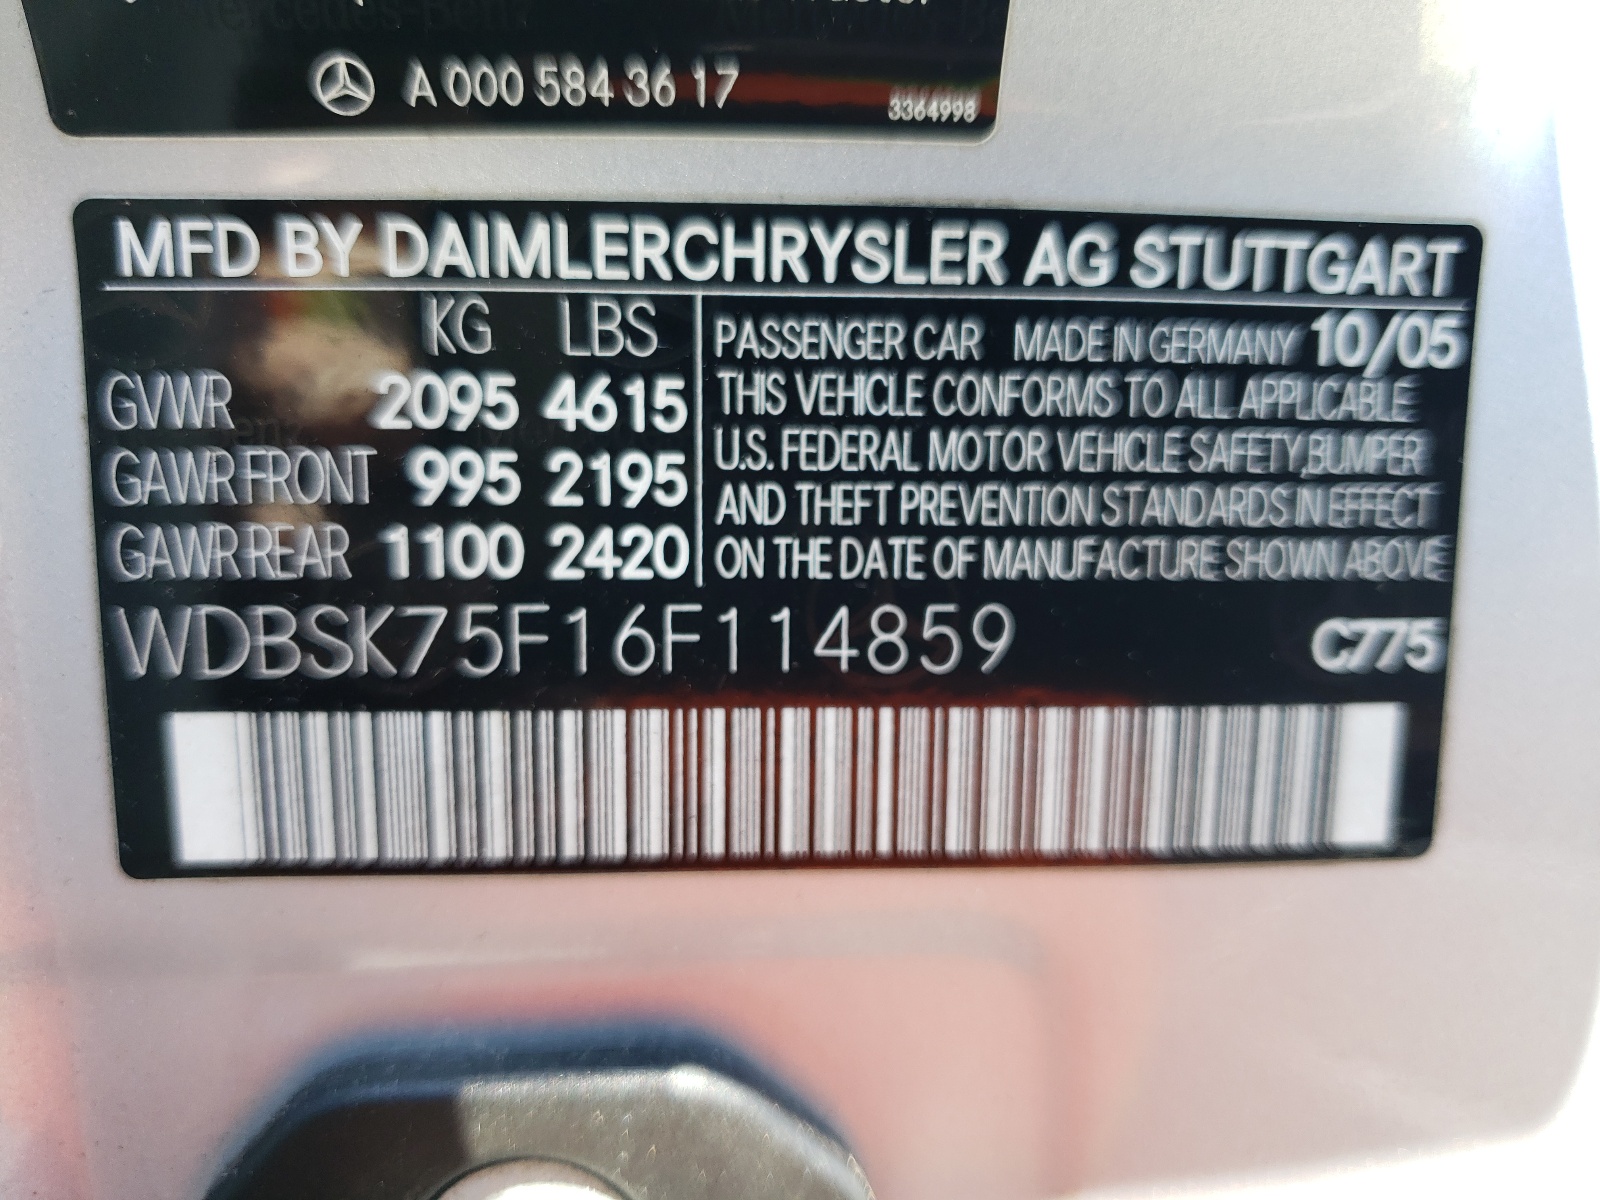 A 000 584 36 17
3364998
MFD BY DAIMLERCHRYSLER AG STUTTGART
KG LBS
GVWR 2095 4615
GAWR FRONT 995 2195
GAWR REAR 1100 2420
PASSENGER CAR MADE IN GERMANY 10/05
THIS VEHICLE CONFORMS TO ALL APPLICABLE
U.S. FEDERAL MOTOR VEHICLE SAFETY, BUMPER
AND THEFT PREVENTION STANDARDS IN EFFECT
ON THE DATE OF MANUFACTURE SHOWN ABOVE
WDBSK75F16F114859 C775